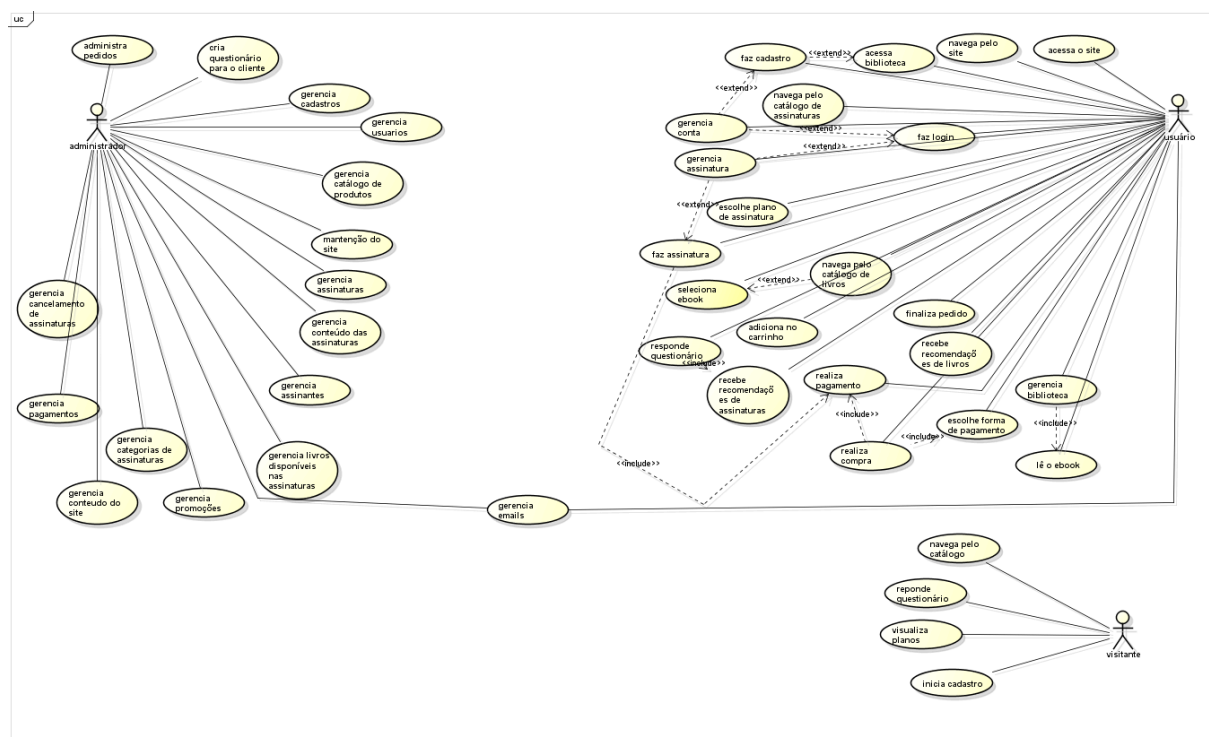 uc
administra
pedidos
cria
questionário
para o cliente
gerencia
cadastros
gerencia
usuarios
administrador
gerencia
catálogo de
produtos
mantenção do
site
gerencia
assinaturas
gerencia
cancelamento
de
assinaturas
gerencia
conteúdo das
assinaturas
gerencia
assinantes
gerencia
pagamentos
gerencia
categorias de
assinaturas
gerencia livros
disponíveis
nas
assinaturas
gerencia
conteudo do
site
gerencia
promoções
gerencia
emails
faz cadastro
<<extend>>
acessa
biblioteca
navega pelo
site
acessa o site
<<extend>>
navega pelo
catálogo de
assinaturas
gerencia
conta
<<extend>>
faz login
usuário
<<extend>>
gerencia
assinatura
<<extend>>
escolhe plano
de assinatura
faz assinatura
navega pelo
catálogo de
livros
<<extend>>
seleciona
ebook
finaliza pedido
adiciona no
carrinho
responde
questionário
<<include>>
recebe
recomendaçõ
es de livros
recebe
recomendaçõ
es de assinaturas
realiza
pagamento
gerencia
biblioteca
<<include>>
<<include>>
escolhe forma
de pagamento
<<include>>
realiza
compra
<<include>>
lê o ebook
navega pelo
catálogo
reponde
questionário
visualiza
planos
visitante
inicia cadastro